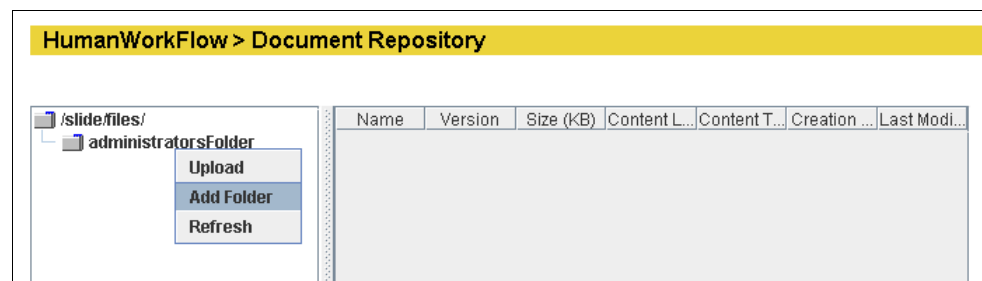 HumanWorkFlow > Document Repository
/slide/files/
administratorsFolder
Upload
Add Folder
Refresh
Name Version Size (KB) Content L... Content T... Creation ... Last Modi...